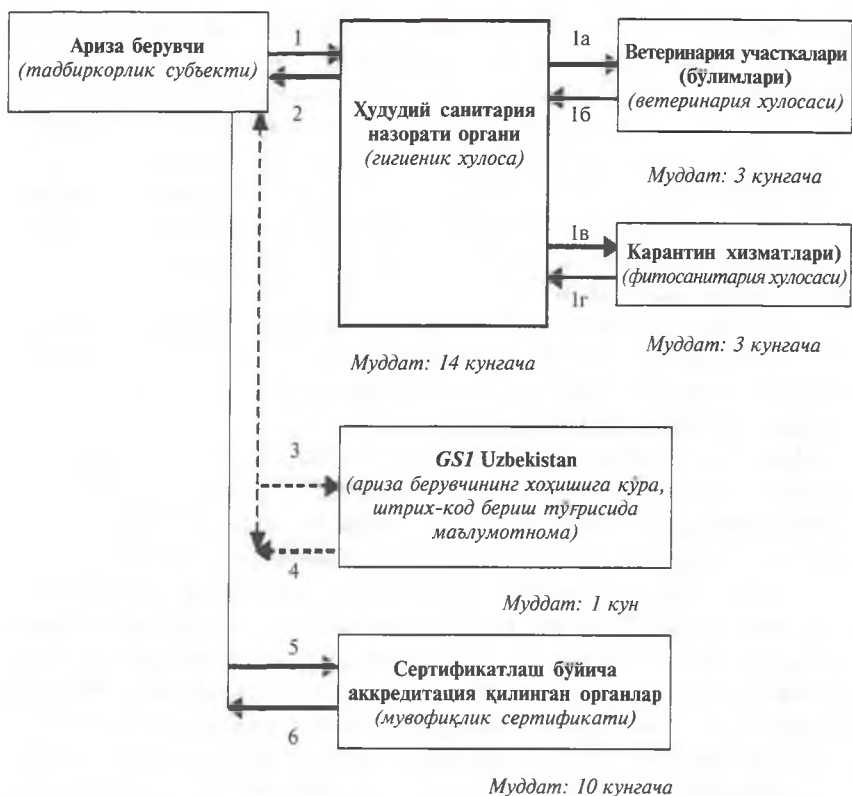 Ариза берувчи
(тадбиркорлик субъекти)
1
2
Ҳудудий санитария
назорати органи
(гигиеник хулоса)
Муддат: 14 кунгача
1а
1б
Ветеринария участкалари
(бўлимлари)
(ветеринария хулосаси)
Муддат: 3 кунгача
1в
1г
Карантин хизматлари)
(фитосанитария хулосаси)
Муддат: 3 кунгача
3
4
GS1 Uzbekistan
(ариза берувчининг хоҳишига кўра,
штрих-код бериш тўғрисида
маълумотнома)
Муддат: 1 кун
5
6
Сертификатлаш бўйича
аккредитация қилинган органлар
(мувофиқлик сертификати)
Муддат: 10 кунгача